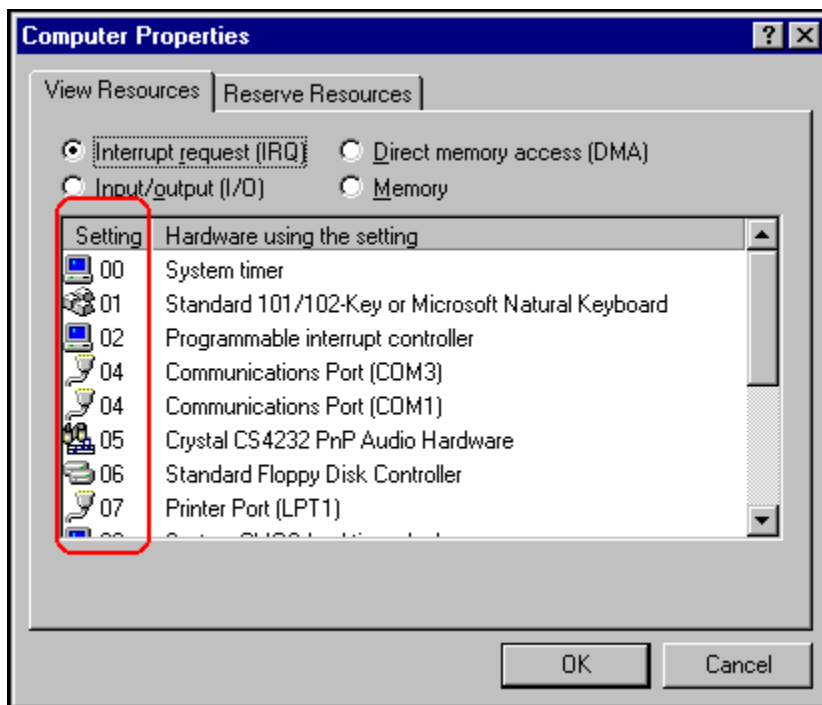 Computer Properties
View Resources Reserve Resources
Interrupt request (IRQ) Direct memory access (DMA)
Input/output (I/O) Memory
Setting Hardware using the setting
00 System timer
01 Standard 101/102-Key or Microsoft Natural Keyboard
02 Programmable interrupt controller
04 Communications Port (COM3)
04 Communications Port (COM1)
05 Crystal CS4232 PnP Audio Hardware
06 Standard Floppy Disk Controller
07 Printer Port (LPT1)
OK Cancel